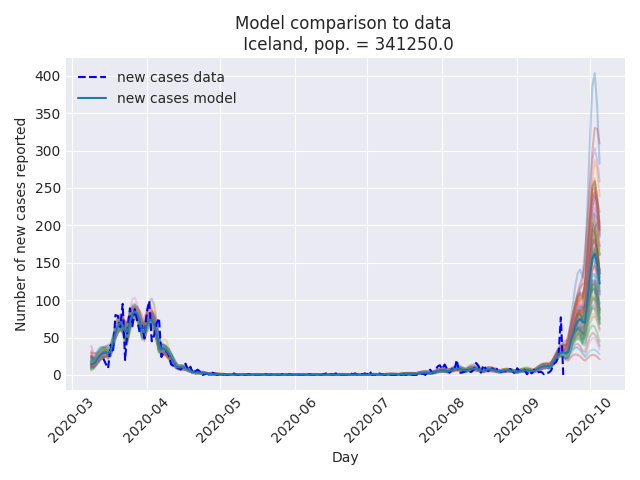 Model comparison to data
Iceland, pop. = 341250.0
new cases data
new cases model
Number of new cases reported
400
350
300
250
200
150
100
50
0
2020-03
2020-04
2020-05
2020-06
2020-07
2020-08
2020-09
2020-10
Day